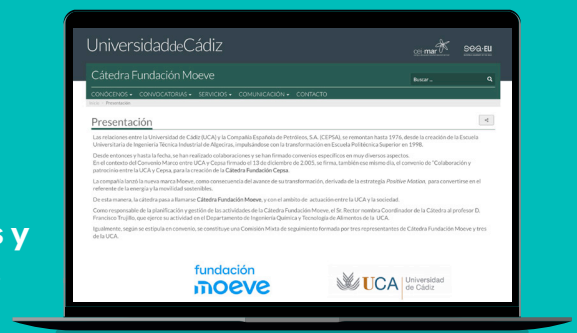 UniversidaddeCádiz
cei·mar
SEA-EU
Cátedra Fundación Moeve
Buscar ...
CONÓCENOS CONVOCATORIAS SERVICIOS COMUNICACIÓN CONTACTO
Inicio Presentación
Presentación
Las relaciones entre la Universidad de Cádiz (UCA) y la Compañía Española de Petróleos, S.A. (CEPSA), se remontan hasta 1976, desde la creación de la Escuela
Universitaria de Ingeniería Técnica Industrial de Algeciras, impulsándose con la transformación en Escuela Politécnica Superior en 1998.
Desde entonces y hasta la fecha, se han realizado colaboraciones y se han firmado convenios específicos en muy diversos aspectos.
En el contexto del Convenio Marco entre UCA y Cepsa firmado el 13 de diciembre de 2.005, se firma, también ese mismo día, el convenio de "Colaboración y
patrocinio entre la UCA y Cepsa, para la creación de la Cátedra Fundación Cepsa.
La compañía lanzó la nueva marca Moeve, como consecuencia del avance de su transformación, derivada de la estrategia Positive Motion, para convertirse en el
referente de la energía y la movilidad sostenibles.
De esta manera, la cátedra pasa a llamarse Cátedra Fundación Moeve, y con el ámbito de actuación entre la UCA y la sociedad.
Como responsable de la planificación y gestión de las actividades de la Cátedra Fundación Moeve, el Sr. Rector nombra Coordinador de la Cátedra al profesor D.
Francisco Trujillo, que ejerce su actividad en el Departamento de Ingeniería Química y Tecnología de Alimentos de la UCA.
Igualmente, según se estipula en convenio, se constituye una Comisión Mixta de seguimiento formada por tres representantes de Cátedra Fundación Moeve y tres
de la UCA.
s y
fundación
moeve
UCA
Universidad
de Cádiz